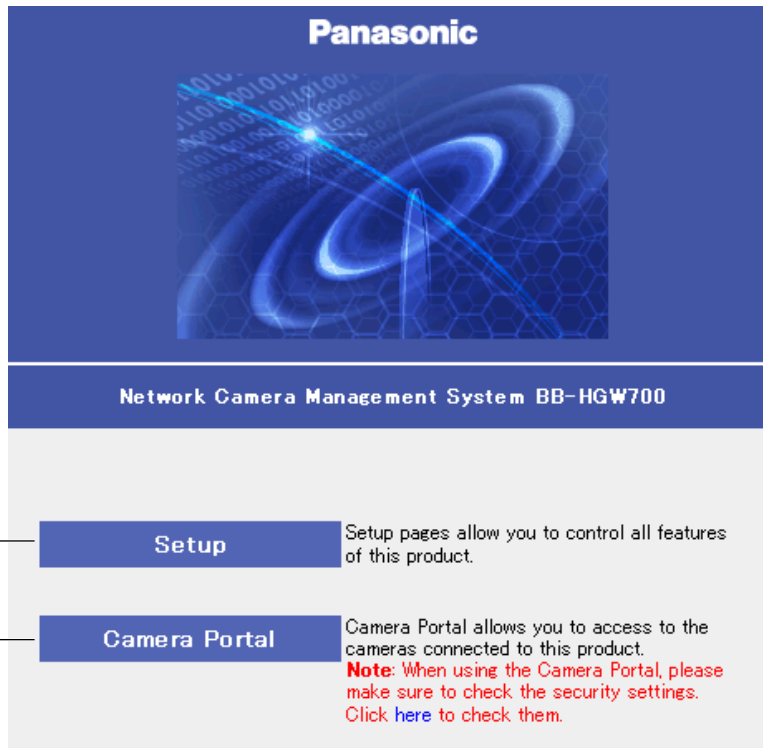 Panasonic
Network Camera Management System BB-HGW700
Setup
Setup pages allow you to control all features
of this product.
Camera Portal
Camera Portal allows you to access to the
cameras connected to this product.
Note: When using the Camera Portal, please
make sure to check the security settings.
Click here to check them.